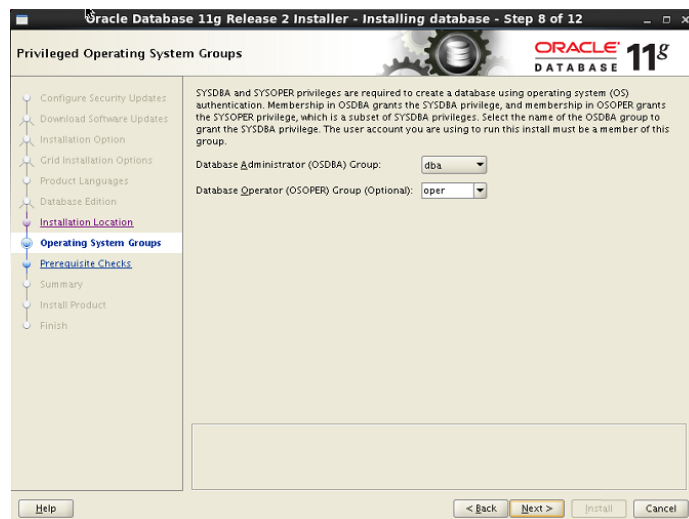 Oracle Database 11g Release 2 Installer - Installing database - Step 8 of 12
Privileged Operating System Groups
ORACLE
DATABASE
11g
Configure Security Updates
Download Software Updates
Installation Option
Grid Installation Options
Product Languages
Database Edition
Installation Location
Operating System Groups
Prerequisite Checks
Summary
Install Product
Finish
SYSDBA and SYSOPER privileges are required to create a database using operating system (OS)
authentication. Membership in OSDBA grants the SYSDBA privilege, and membership in OSOPER grants
the SYSOPER privilege, which is a subset of SYSDBA privileges. Select the name of the OSDBA group to
grant the SYSDBA privilege. The user account you are using to run this install must be a member of this
group.
Database Administrator (OSDBA) Group: dba
Database Operator (OSOPER) Group (Optional): oper
Help
< Back
Next >
Install
Cancel